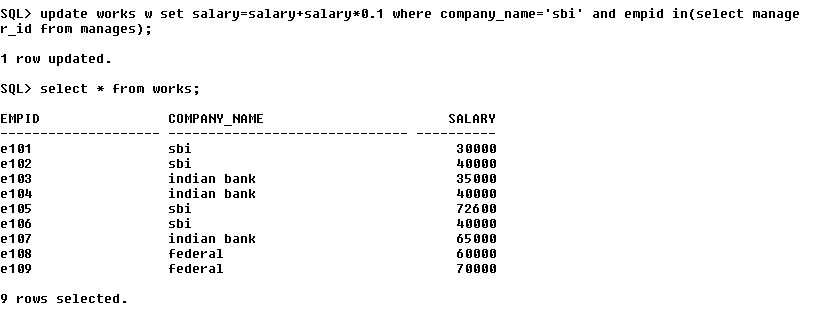 SQL> update works w set salary=salary+salary*0.1 where company_name='sbi' and empid in(select manage
r_id from manages);
1 row updated.
SQL> select * from works;
EMPID COMPANY_NAME SALARY
-------------------- ------------------------------ ----------
e101 sbi 30000
e102 sbi 40000
e103 indian bank 35000
e104 indian bank 40000
e105 sbi 72600
e106 sbi 40000
e107 indian bank 65000
e108 federal 60000
e109 federal 70000
9 rows selected.